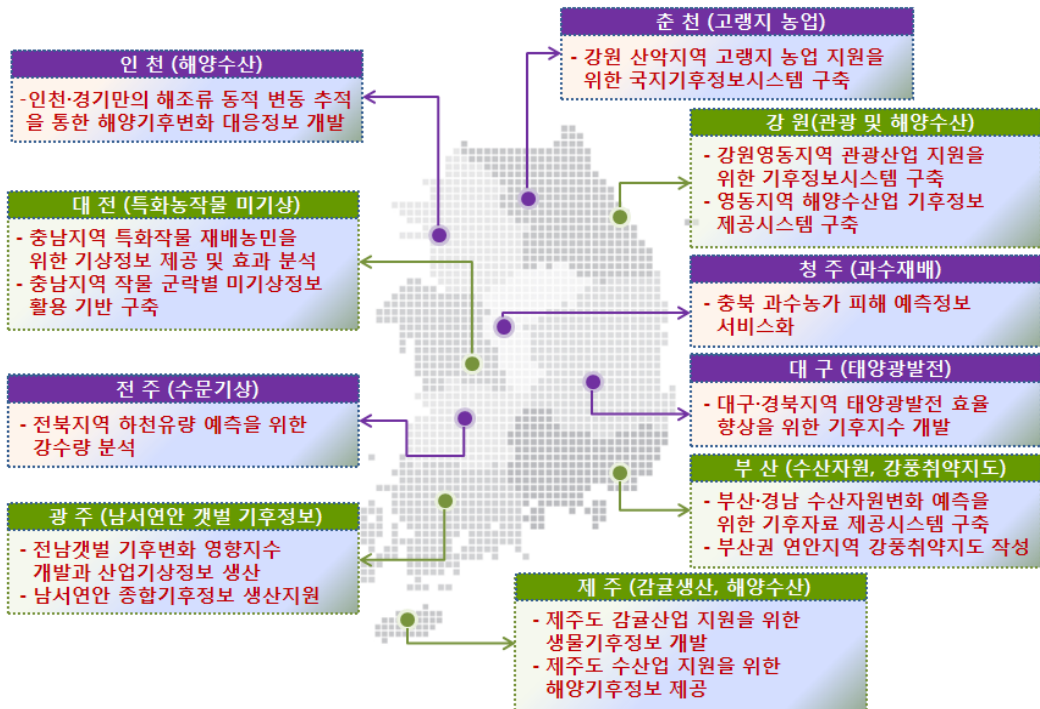 춘 천 (고랭지 농업)
- 강원 산악지역 고랭지 농업 지원을
위한 국지기후정보시스템 구축
인 천 (해양수산)
-인천·경기만의 해조류 동적 변동 추적
을 통한 해양기후변화 대응정보 개발
강 원(관광 및 해양수산)
- 강원영동지역 관광산업 지원을
위한 기후정보시스템 구축
- 영동지역 해양수산업 기후정보
제공시스템 구축
대 전 (특화농작물 미기상)
- 충남지역 특화작물 재배농민을
위한 기상정보 제공 및 효과 분석
- 충남지역 작물 군락별 미기상정보
활용 기반 구축
청 주 (과수재배)
- 충북 과수농가 피해 예측정보
서비스화
전 주 (수문기상)
- 전북지역 하천유량 예측을 위한
강수량 분석
대 구 (태양광발전)
- 대구·경북지역 태양광발전 효율
향상을 위한 기후지수 개발
부 산 (수산자원, 강풍취약지도)
- 부산·경남 수산자원변화 예측을
위한 기후자료 제공시스템 구축
- 부산권 연안지역 강풍취약지도 작성
광 주 (남서연안 갯벌 기후정보)
- 전남갯벌 기후변화 영향지수
개발과 산업기상정보 생산
- 남서연안 종합기후정보 생산지원
제 주 (감귤생산, 해양수산)
- 제주도 감귤산업 지원을 위한
생물기후정보 개발
- 제주도 수산업 지원을 위한
해양기후정보 제공